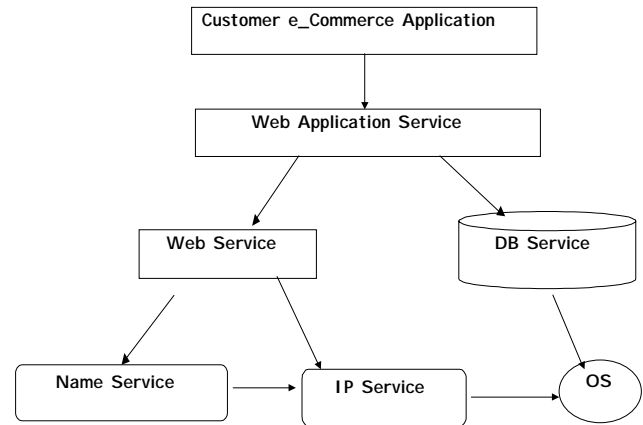 Customer e_Commerce Application
Web Application Service
Web Service
DB Service
Name Service
IP Service
OS